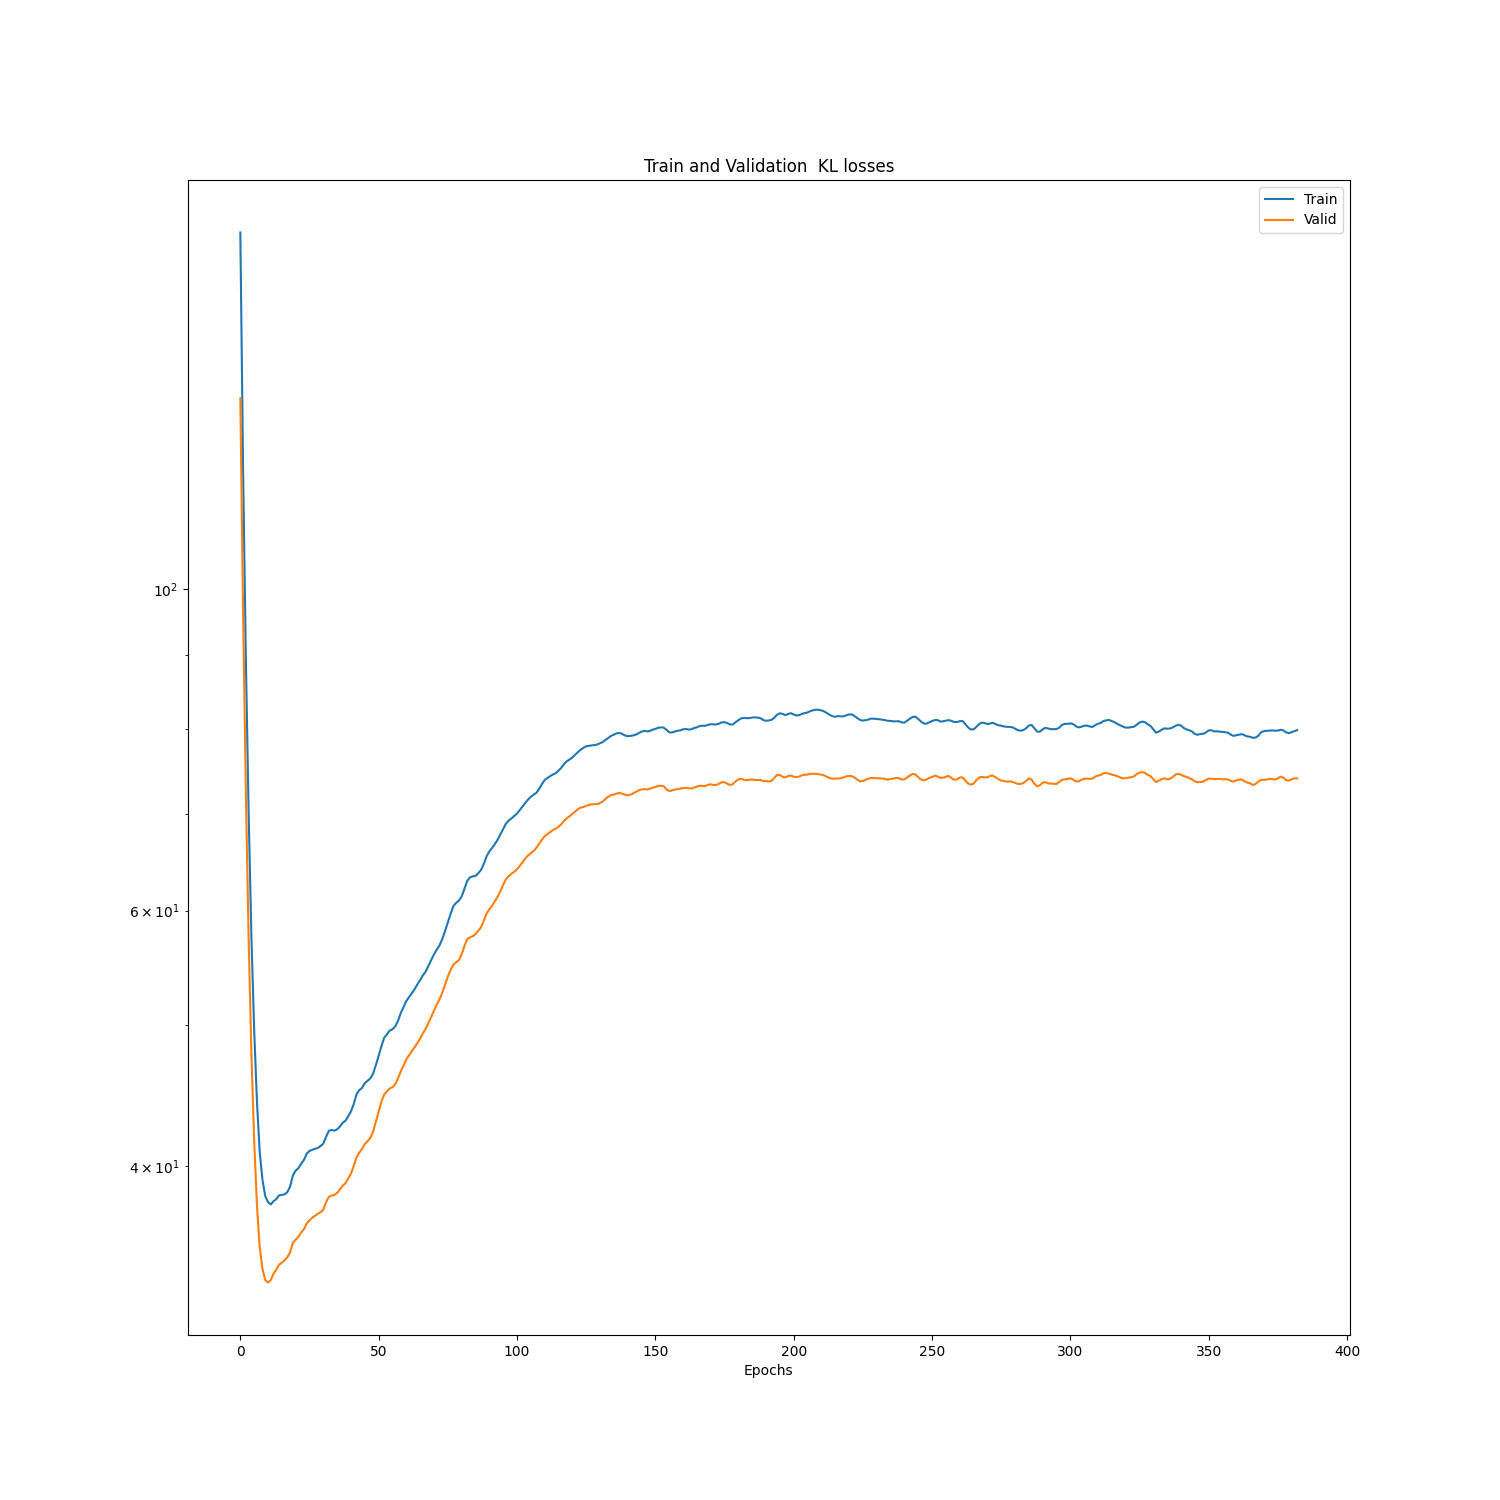 Train and Validation  KL losses
Train
Valid
10²
6 × 10¹
4 × 10¹
0 50 100 150 200 250 300 350 400
Epochs